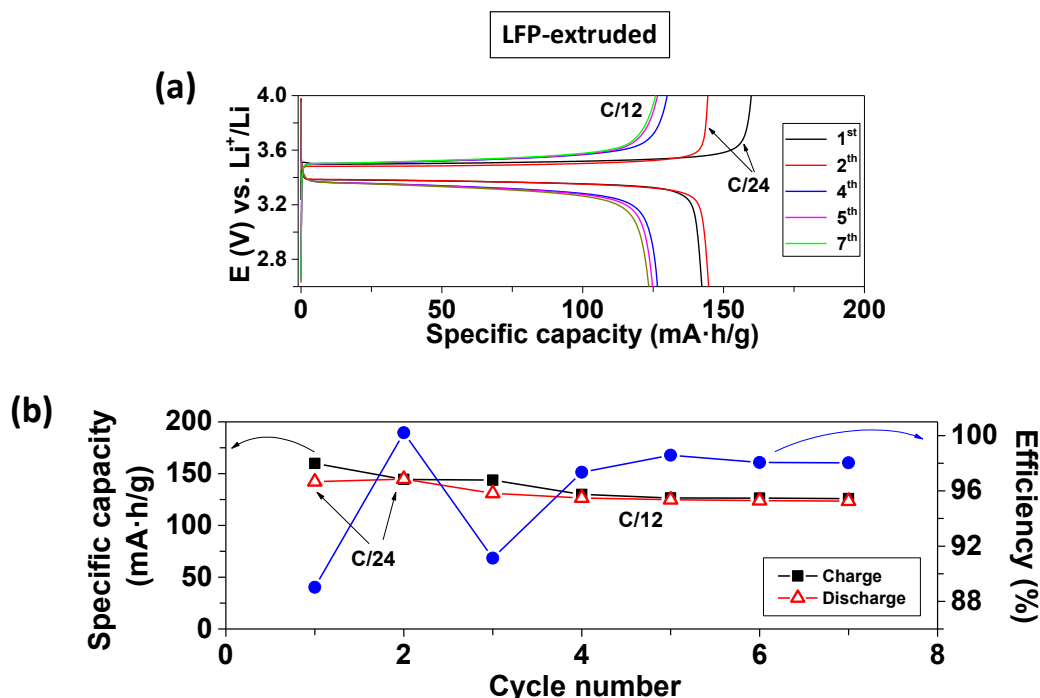 LFP-extruded
(a)
E (V) vs. Li⁺/Li
4.0
3.6
3.2
2.8
C/12
C/24
1ˢᵗ
2ᵗʰ
4ᵗʰ
5ᵗʰ
7ᵗʰ
0 50 100 150 200
Specific capacity (mA·h/g)
(b)
Specific capacity
(mA·h/g)
200
150
100
50
0
C/24
C/12
Charge
Discharge
100
96
92
88
Efficiency (%)
0 2 4 6 8
Cycle number